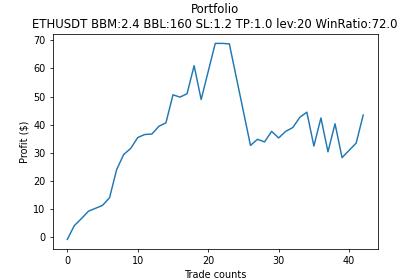 Portfolio
ETHUSDT BBM:2.4 BBL:160 SL:1.2 TP:1.0 lev:20 WinRatio:72.0
70
60
50
40
30
20
10
0
Profit ($)
0 10 20 30 40
Trade counts